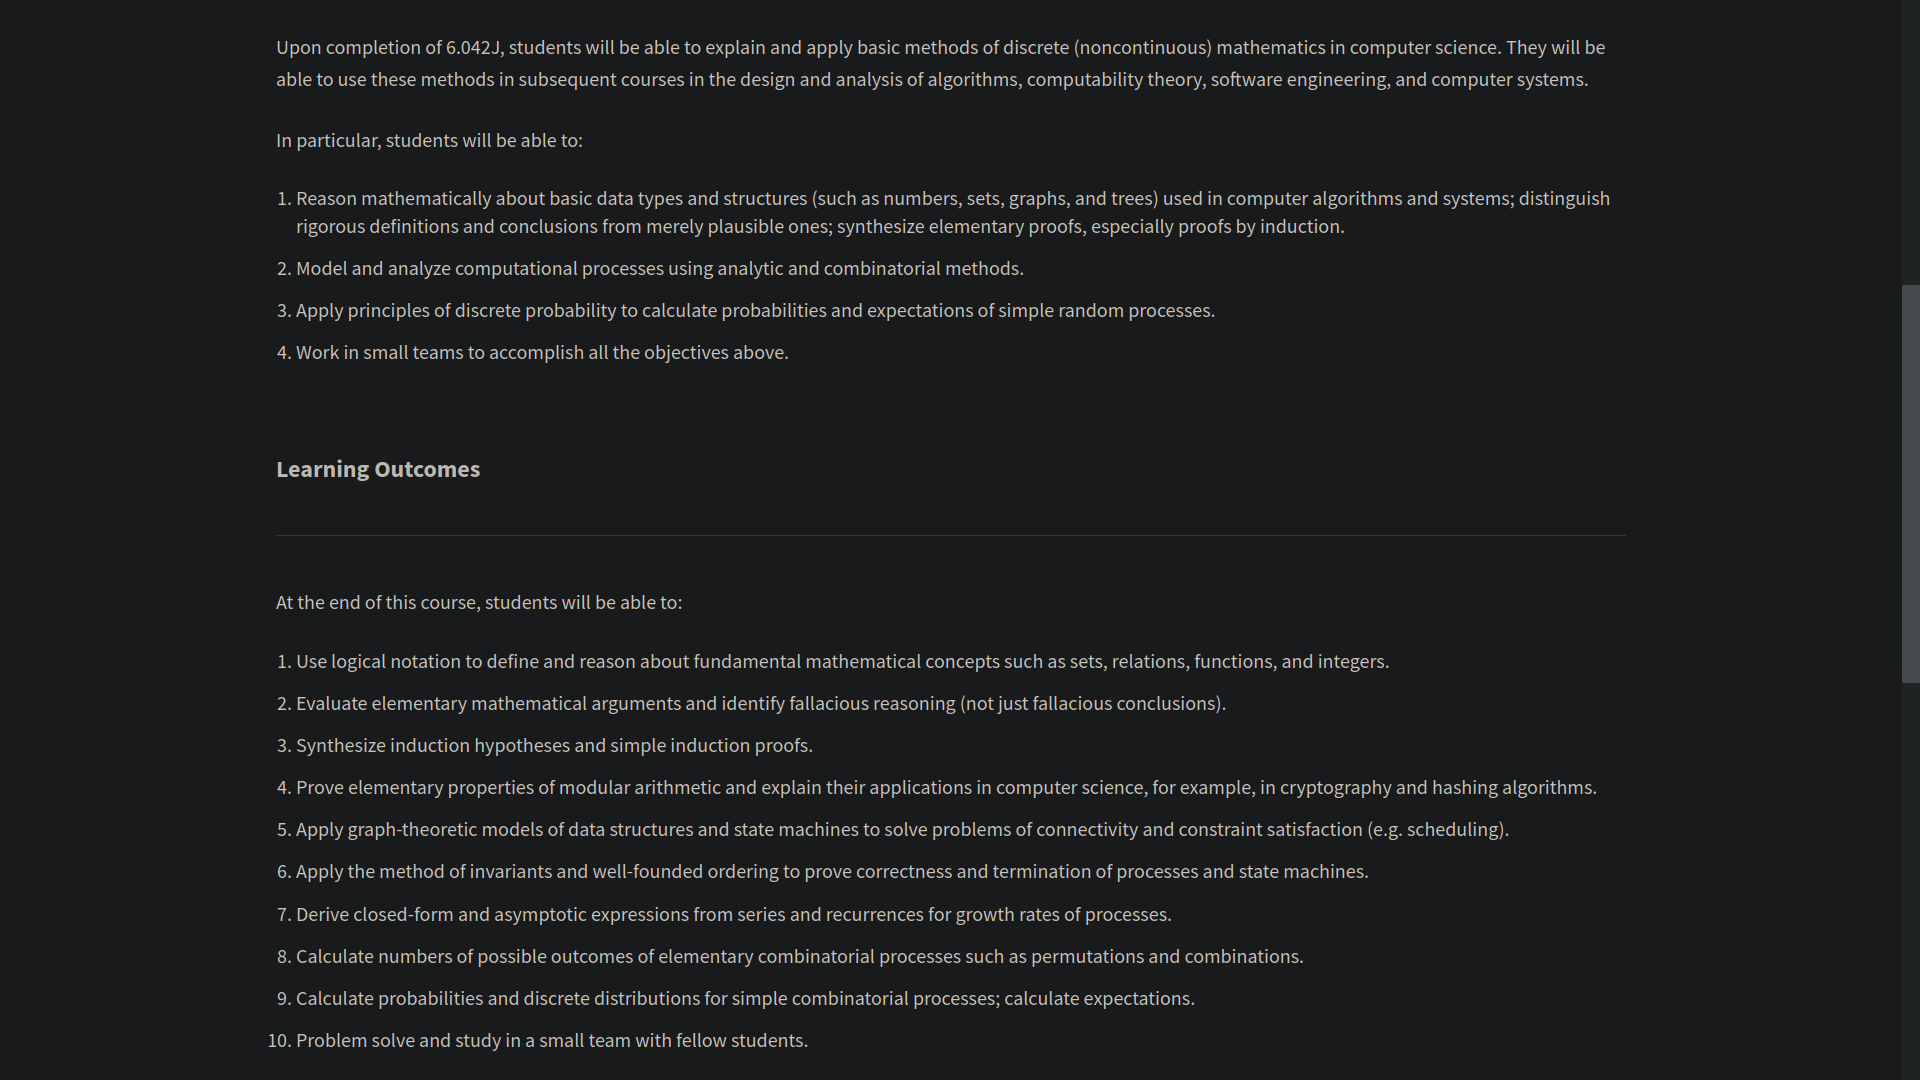 Upon completion of 6.042J, students will be able to explain and apply basic methods of discrete (noncontinuous) mathematics in computer science. They will be
able to use these methods in subsequent courses in the design and analysis of algorithms, computability theory, software engineering, and computer systems.
In particular, students will be able to:
1. Reason mathematically about basic data types and structures (such as numbers, sets, graphs, and trees) used in computer algorithms and systems; distinguish
rigorous definitions and conclusions from merely plausible ones; synthesize elementary proofs, especially proofs by induction.
2. Model and analyze computational processes using analytic and combinatorial methods.
3. Apply principles of discrete probability to calculate probabilities and expectations of simple random processes.
4. Work in small teams to accomplish all the objectives above.
Learning Outcomes
At the end of this course, students will be able to:
1. Use logical notation to define and reason about fundamental mathematical concepts such as sets, relations, functions, and integers.
2. Evaluate elementary mathematical arguments and identify fallacious reasoning (not just fallacious conclusions).
3. Synthesize induction hypotheses and simple induction proofs.
4. Prove elementary properties of modular arithmetic and explain their applications in computer science, for example, in cryptography and hashing algorithms.
5. Apply graph-theoretic models of data structures and state machines to solve problems of connectivity and constraint satisfaction (e.g. scheduling).
6. Apply the method of invariants and well-founded ordering to prove correctness and termination of processes and state machines.
7. Derive closed-form and asymptotic expressions from series and recurrences for growth rates of processes.
8. Calculate numbers of possible outcomes of elementary combinatorial processes such as permutations and combinations.
9. Calculate probabilities and discrete distributions for simple combinatorial processes; calculate expectations.
10. Problem solve and study in a small team with fellow students.